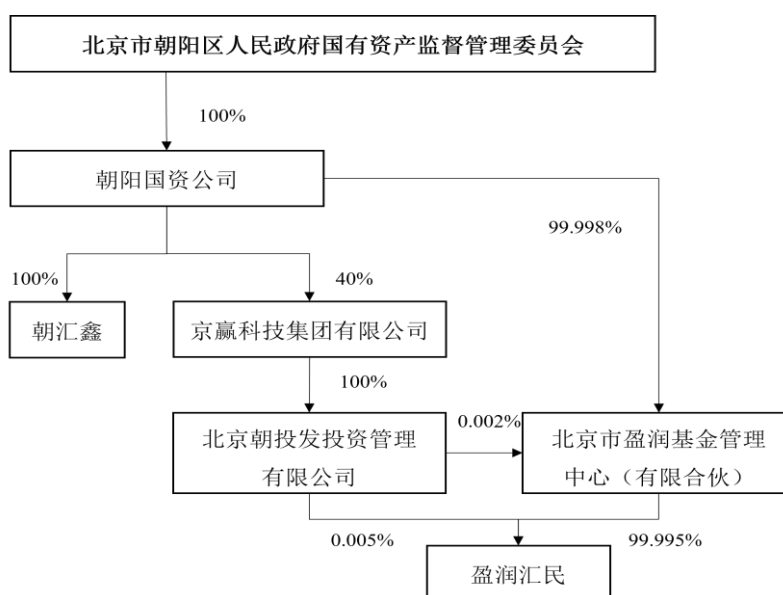 北京市朝阳区人民政府国有资产监督管理委员会
100%
朝阳国资公司
99.998%
100%
40%
朝汇鑫
京赢科技集团有限公司
100%
北京朝投发投资管理
有限公司
0.002%
北京市盈润基金管理
中心（有限合伙）
0.005%
99.995%
盈润汇民